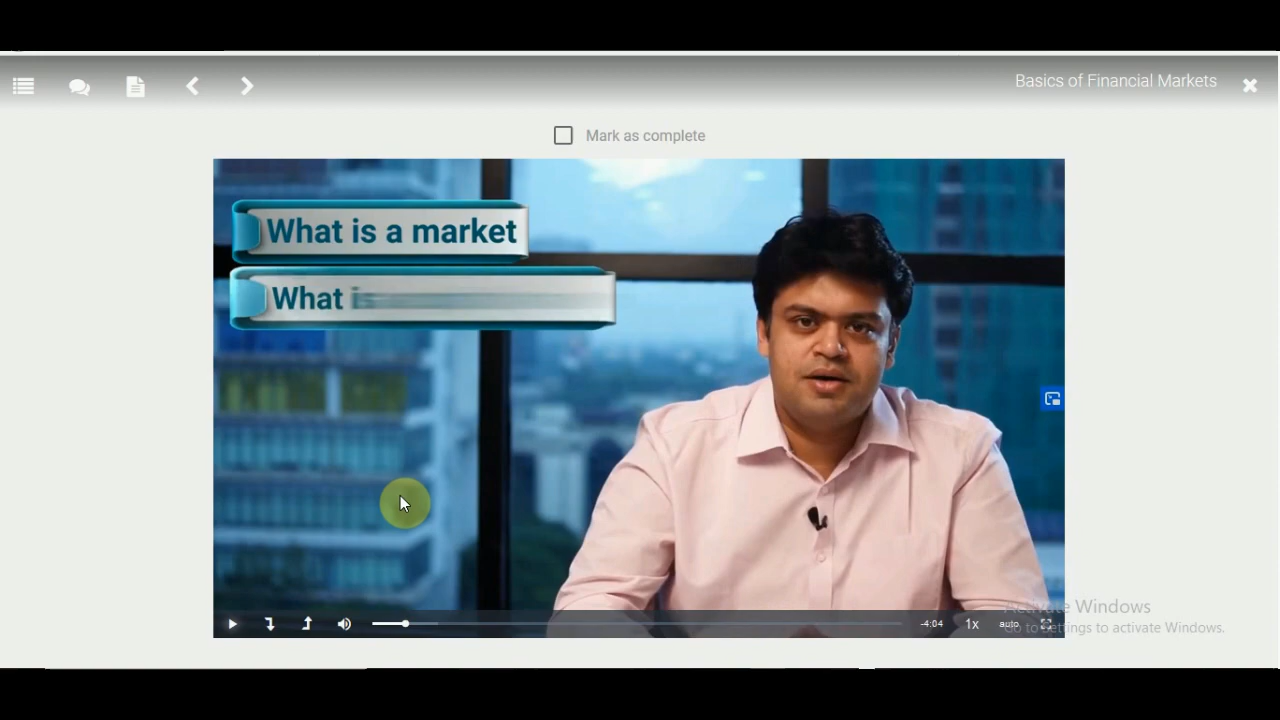 Basics of Financial Markets
Mark as complete
What is a market
What is
-4:04
1x
auto
Activate Windows
Go to Settings to activate Windows.